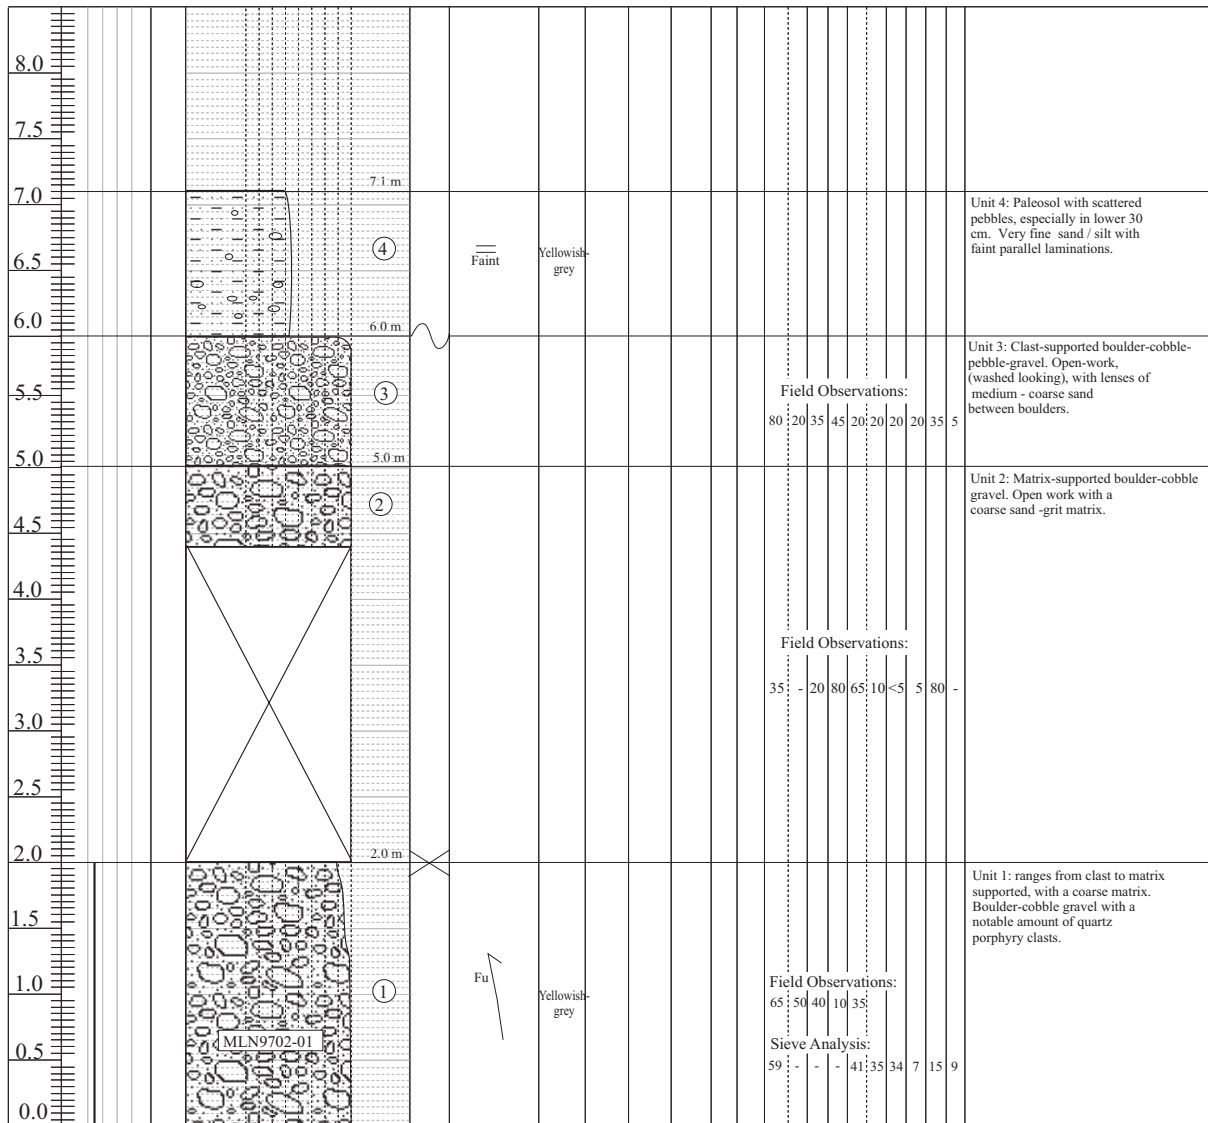 8.0
7.5
7.1 m
7.0
Unit 4: Paleosol with scattered
pebbles, especially in lower 30
cm. Very fine sand / silt with
faint parallel laminations.
4
Faint
Yellowish-
grey
6.5
6.0 m
6.0
Unit 3: Clast-supported boulder-cobble-
pebble-gravel. Open-work,
(washed looking), with lenses of
medium - coarse sand
between boulders.
3
Field Observations:
80 20 35 45 20 20 20 20 35 5
5.5
5.0 m
5.0
Unit 2: Matrix-supported boulder-cobble
gravel. Open work with a
coarse sand -grit matrix.
2
4.5
4.0
Field Observations:
35 - 20 80 65 10 <5 5 80 -
3.5
3.0
2.5
2.0 m
2.0
Unit 1: ranges from clast to matrix
supported, with a coarse matrix.
Boulder-cobble gravel with a
notable amount of quartz
porphyry clasts.
1.5
Fu
1
Yellowish-
grey
Field Observations:
65 50 40 10 35
1.0
MLN9702-01
Sieve Analysis:
59 - - - 41 35 34 7 15 9
0.5
0.0